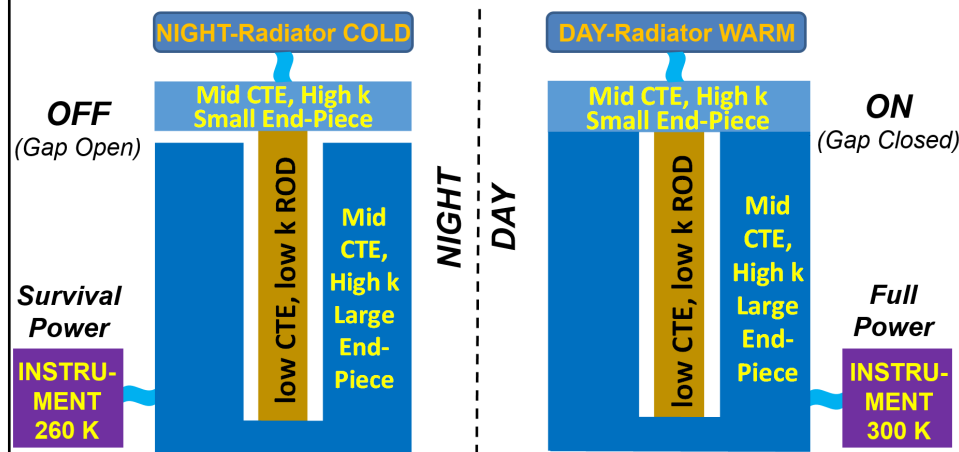 NIGHT-Radiator COLD
OFF
(Gap Open)
Mid CTE, High k
Small End-Piece
low CTE, low k ROD
Mid
CTE,
High k
Large
End-
Piece
Survival
Power
INSTRU-
MENT
260 K
NIGHT
DAY
DAY-Radiator WARM
Mid CTE, High k
Small End-Piece
ON
(Gap Closed)
low CTE, low k ROD
Mid
CTE,
High k
Large
End-
Piece
Full
Power
INSTRU-
MENT
300 K